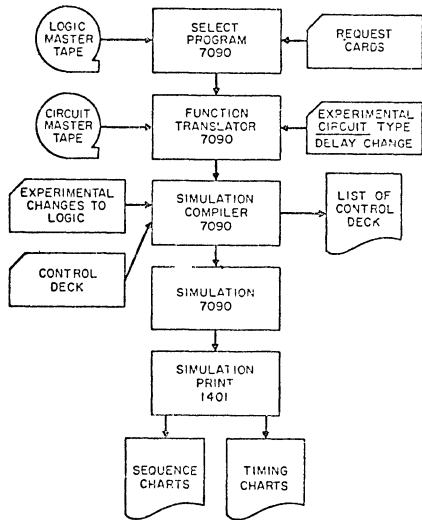 LOGIC
MASTER
TAPE
SELECT
PROGRAM
7090
REQUEST
CARDS
CIRCUIT
MASTER
TAPE
FUNCTION
TRANSLATOR
7090
EXPERIMENTAL
CIRCUIT TYPE
DELAY CHANGE
EXPERIMENTAL
CHANGES TO
LOGIC
SIMULATION
COMPILER
7090
LIST OF
CONTROL
DECK
CONTROL
DECK
SIMULATION
7090
SIMULATION
PRINT
1401
SEQUENCE
CHARTS
TIMING
CHARTS